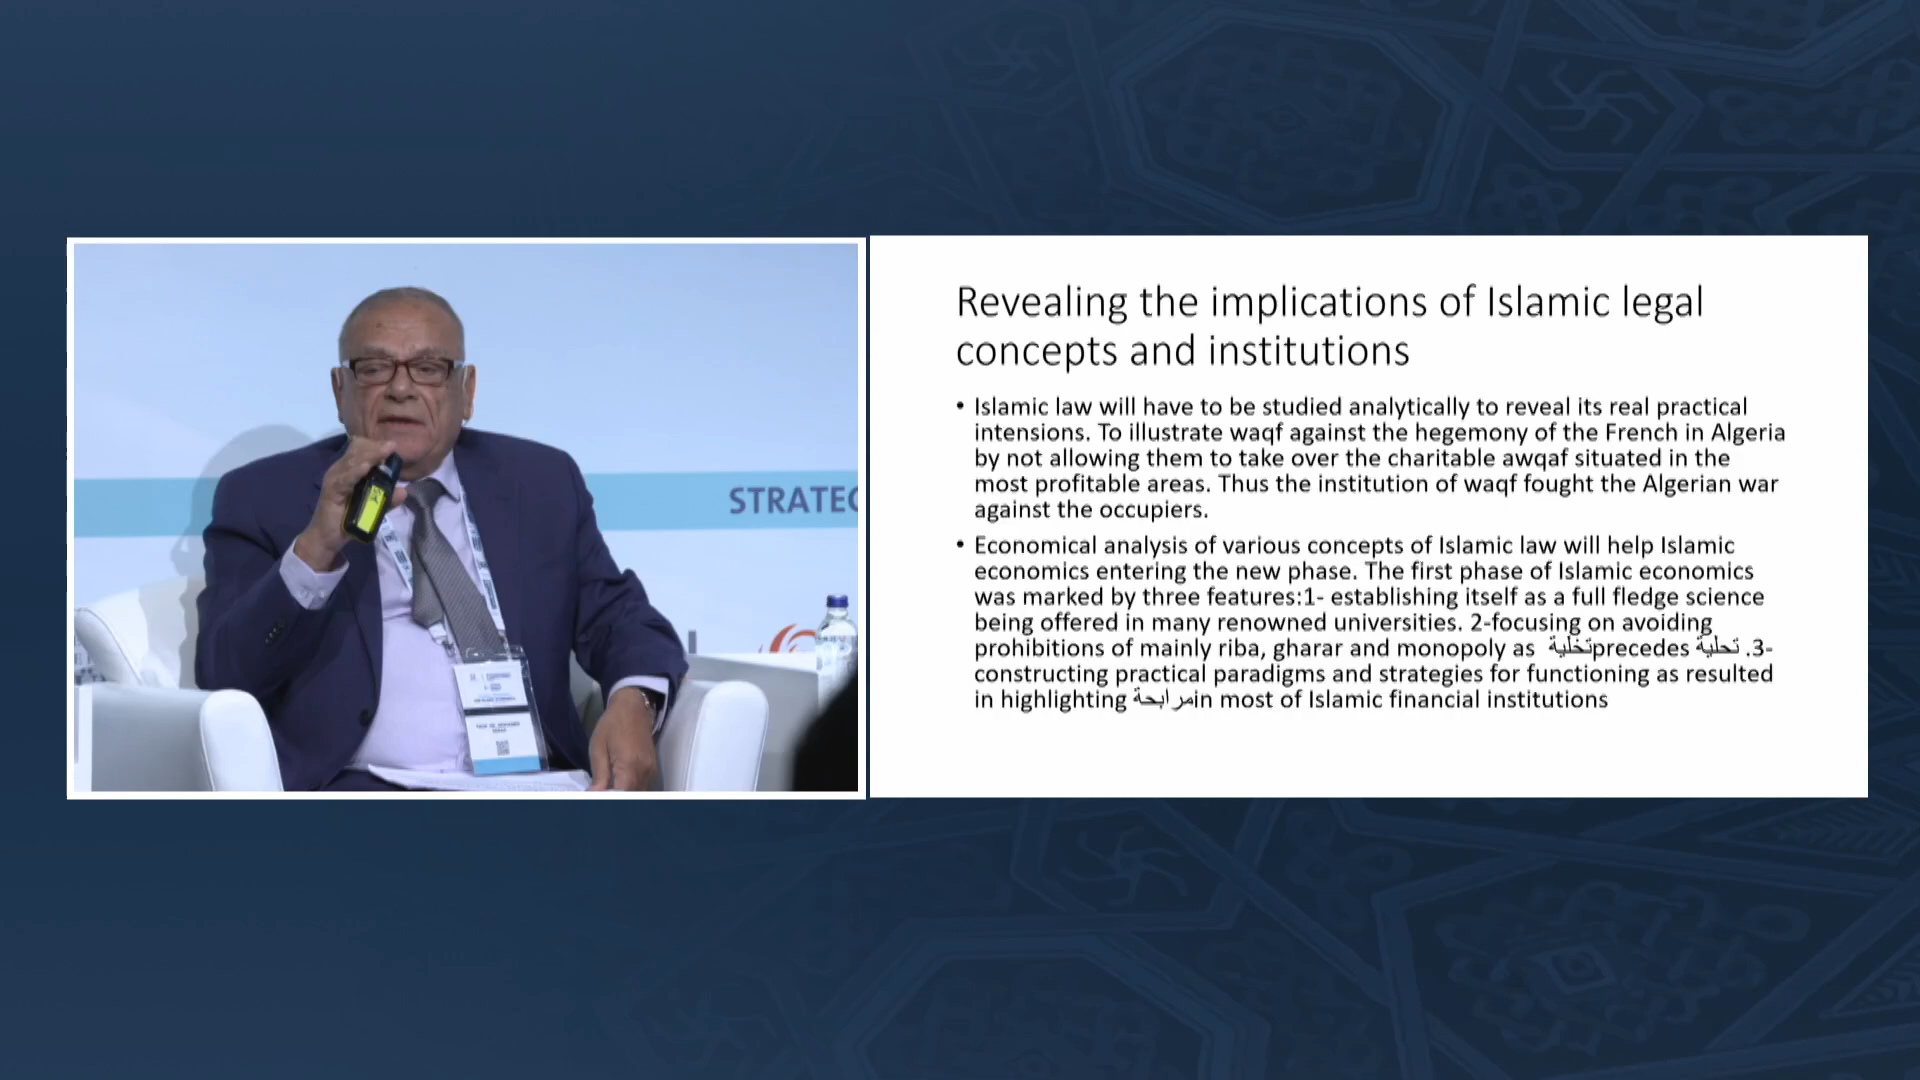 STRATEG
Revealing the implications of Islamic legal
concepts and institutions
• Islamic law will have to be studied analytically to reveal its real practical
intensions. To illustrate waqf against the hegemony of the French in Algeria
by not allowing them to take over the charitable awqaf situated in the
most profitable areas. Thus the institution of waqf fought the Algerian war
against the occupiers.
• Economical analysis of various concepts of Islamic law will help Islamic
economics entering the new phase. The first phase of Islamic economics
was marked by three features:1- establishing itself as a full fledge science
being offered in many renowned universities. 2-focusing on avoiding
prohibitions of mainly riba, gharar and monopoly as تخلية precedes تحلية .3-
constructing practical paradigms and strategies for functioning as resulted
in highlighting مرابحة in most of Islamic financial institutions